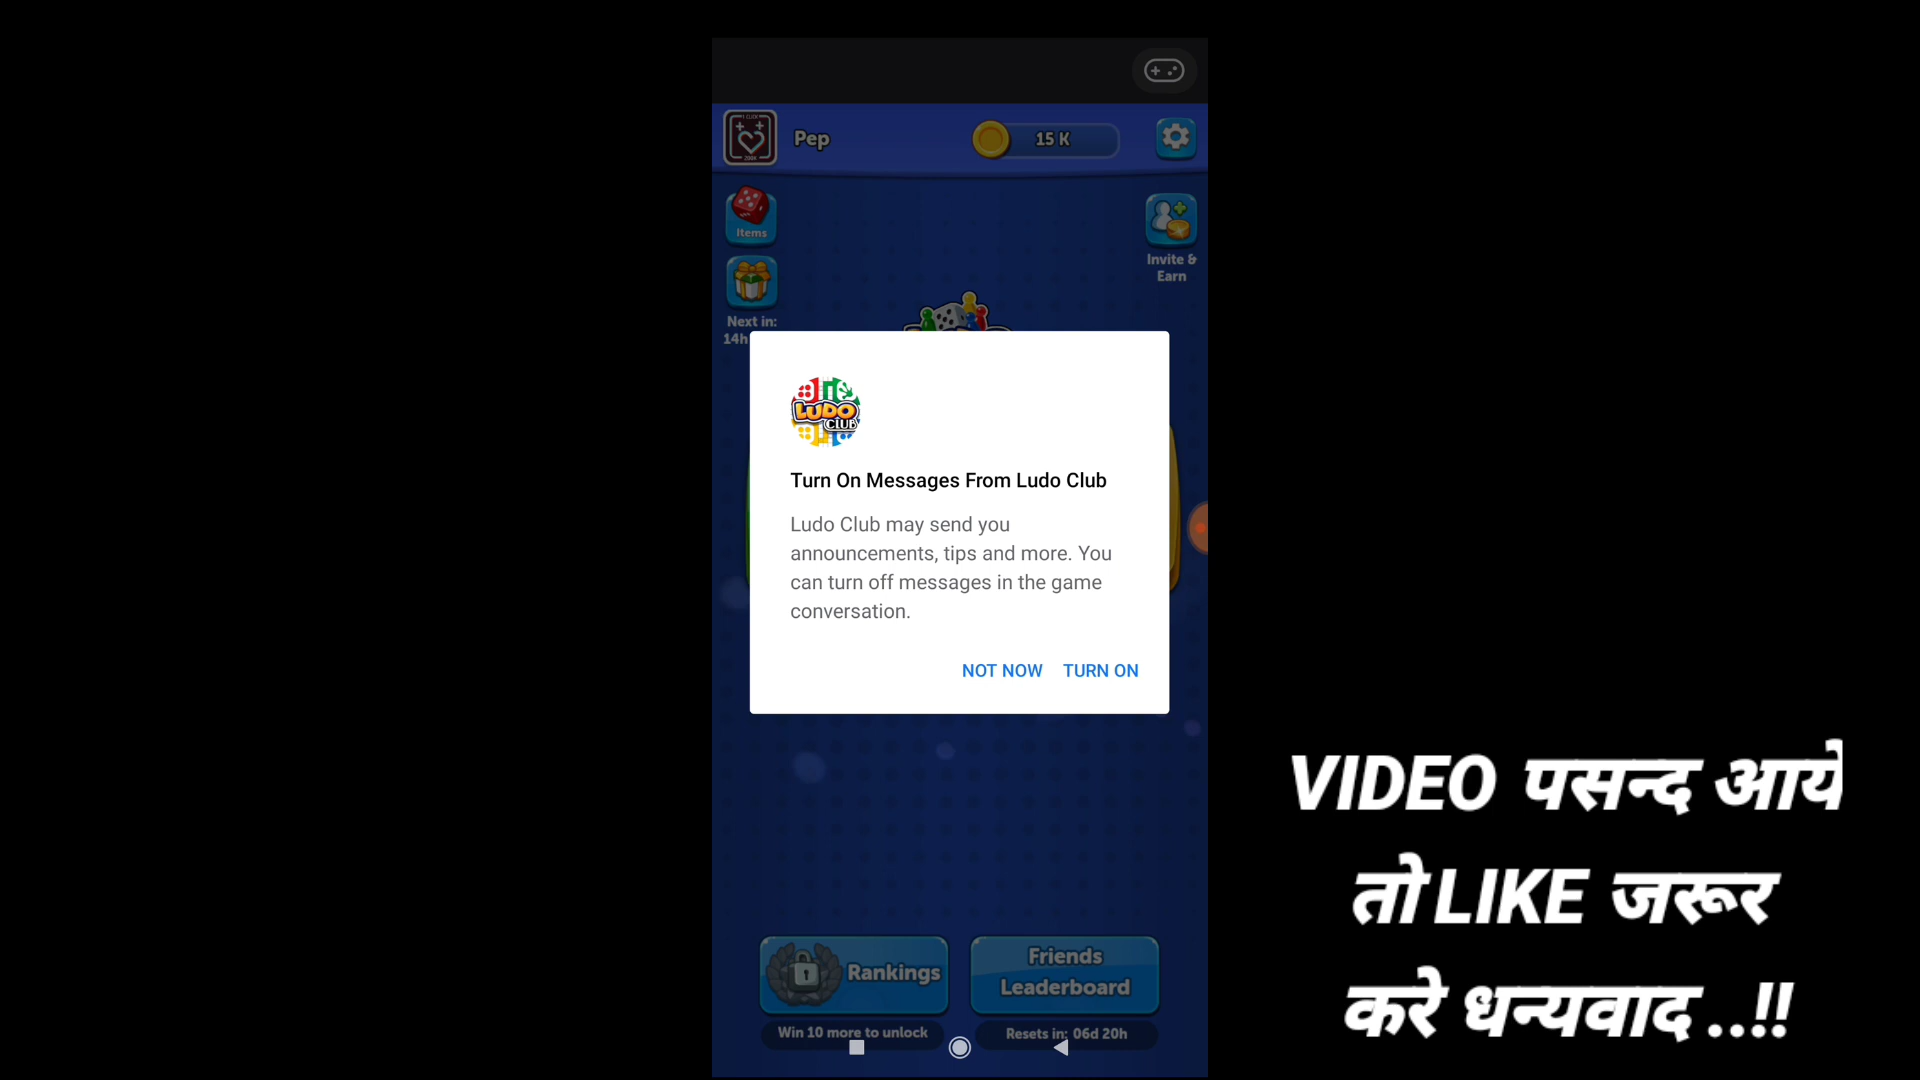 Pep
15 K
Items
Invite &
Earn
Next in:
14h
LUDO
CLUB
Turn On Messages From Ludo Club
Ludo Club may send you
announcements, tips and more. You
can turn off messages in the game
conversation.
NOT NOW TURN ON
VIDEO पसन्द आये
तो LIKE जरूर
करे धन्यवाद ..!!
Rankings
Friends
Leaderboard
Win 10 more to unlock
Resets in: 06d 20h